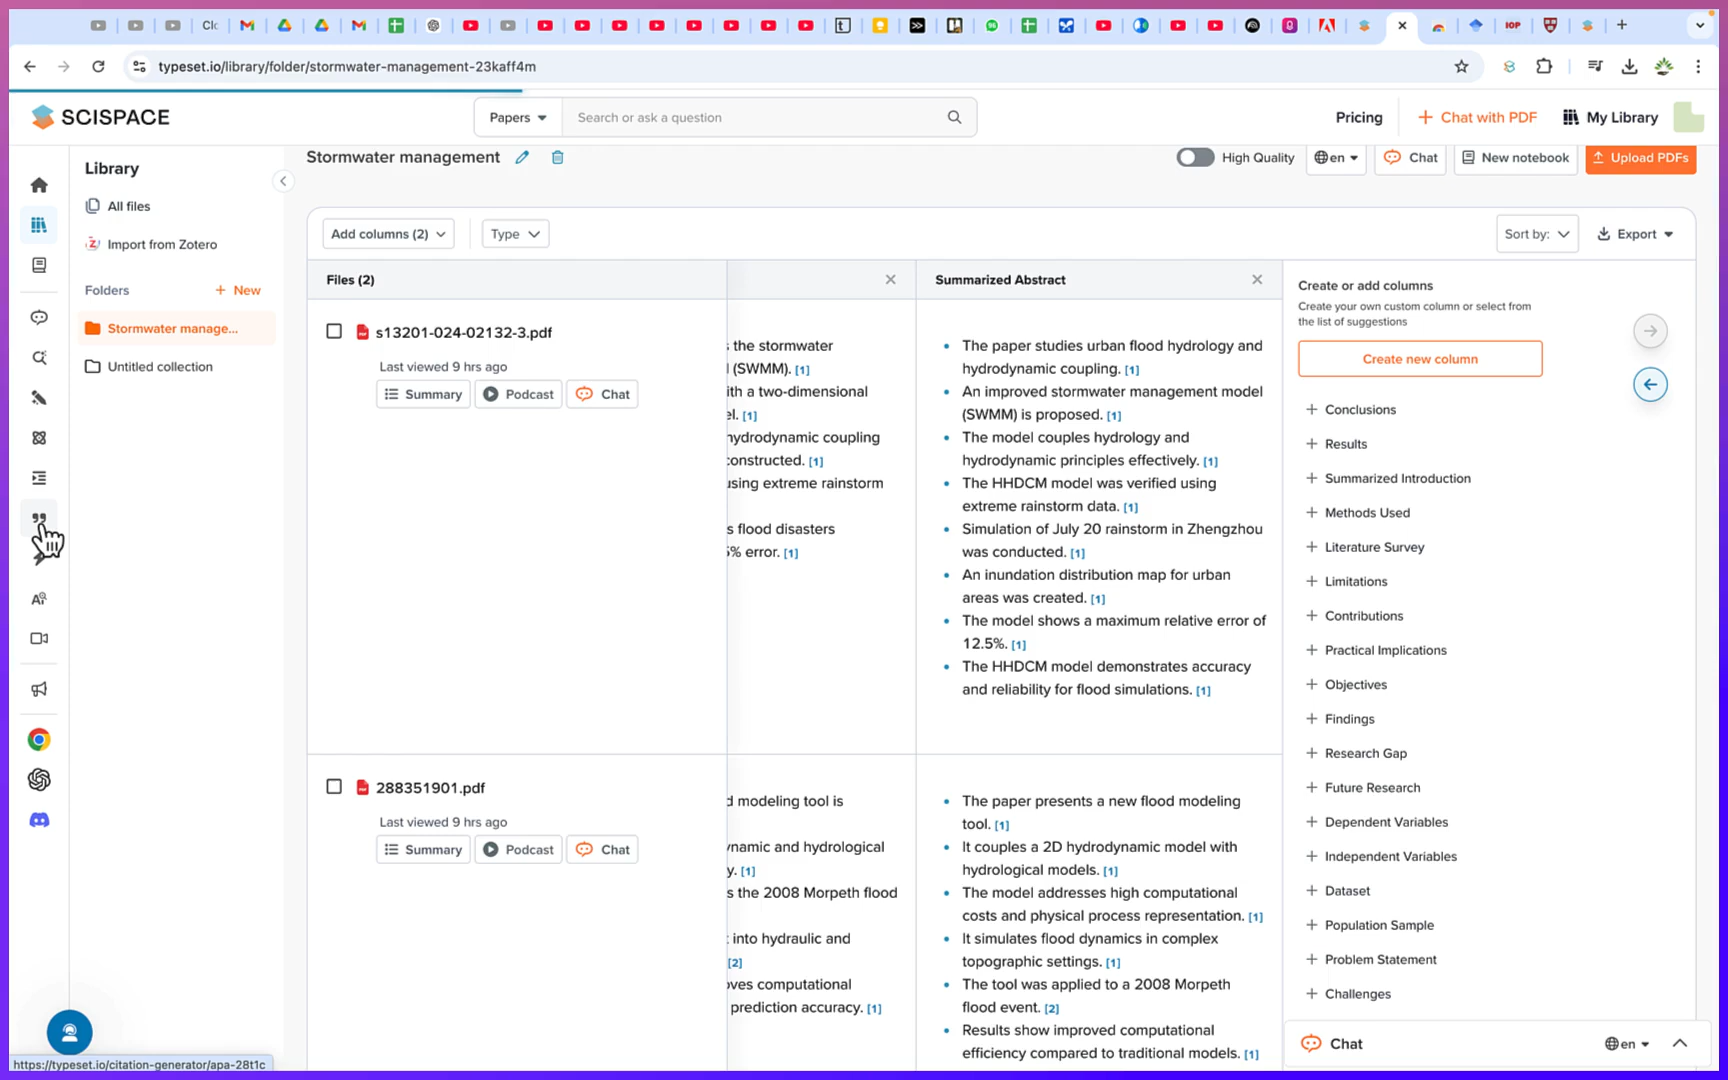 Clc
IOP
typeset.io/library/folder/stormwater-management-23kaff4m
SCISPACE
Papers
Search or ask a question
Pricing
+ Chat with PDF
My Library
Library
All files
Import from Zotero
Folders
+ New
Stormwater manage...
Untitled collection
Stormwater management
High Quality
en
Chat
New notebook
Upload PDFs
Add columns (2)
Type
Sort by:
Export
Files (2)
Summarized Abstract
s13201-024-02132-3.pdf
Last viewed 9 hrs ago
Summary
Podcast
Chat
the stormwater
(SWMM). [1]
ith a two-dimensional
[1]
hydrodynamic coupling
constructed. [1]
using extreme rainstorm
flood disasters
5% error. [1]
• The paper studies urban flood hydrology and
hydrodynamic coupling. [1]
• An improved stormwater management model
(SWMM) is proposed. [1]
• The model couples hydrology and
hydrodynamic principles effectively. [1]
• The HHDCM model was verified using
extreme rainstorm data. [1]
• Simulation of July 20 rainstorm in Zhengzhou
was conducted. [1]
• An inundation distribution map for urban
areas was created. [1]
• The model shows a maximum relative error of
12.5%. [1]
• The HHDCM model demonstrates accuracy
and reliability for flood simulations. [1]
288351901.pdf
Last viewed 9 hrs ago
Summary
Podcast
Chat
d modeling tool is
ynamic and hydrological
y. [1]
s the 2008 Morpeth flood
into hydraulic and
[2]
oves computational
prediction accuracy. [1]
• The paper presents a new flood modeling
tool. [1]
• It couples a 2D hydrodynamic model with
hydrological models. [1]
• The model addresses high computational
costs and physical process representation. [1]
• It simulates flood dynamics in complex
topographic settings. [1]
• The tool was applied to a 2008 Morpeth
flood event. [2]
• Results show improved computational
efficiency compared to traditional models. [1]
Create or add columns
Create your own custom column or select from
the list of suggestions
Create new column
+ Conclusions
+ Results
+ Summarized Introduction
+ Methods Used
+ Literature Survey
+ Limitations
+ Contributions
+ Practical Implications
+ Objectives
+ Findings
+ Research Gap
+ Future Research
+ Dependent Variables
+ Independent Variables
+ Dataset
+ Population Sample
+ Problem Statement
+ Challenges
Chat
en
https://typeset.io/citation-generator/apa-28t1c